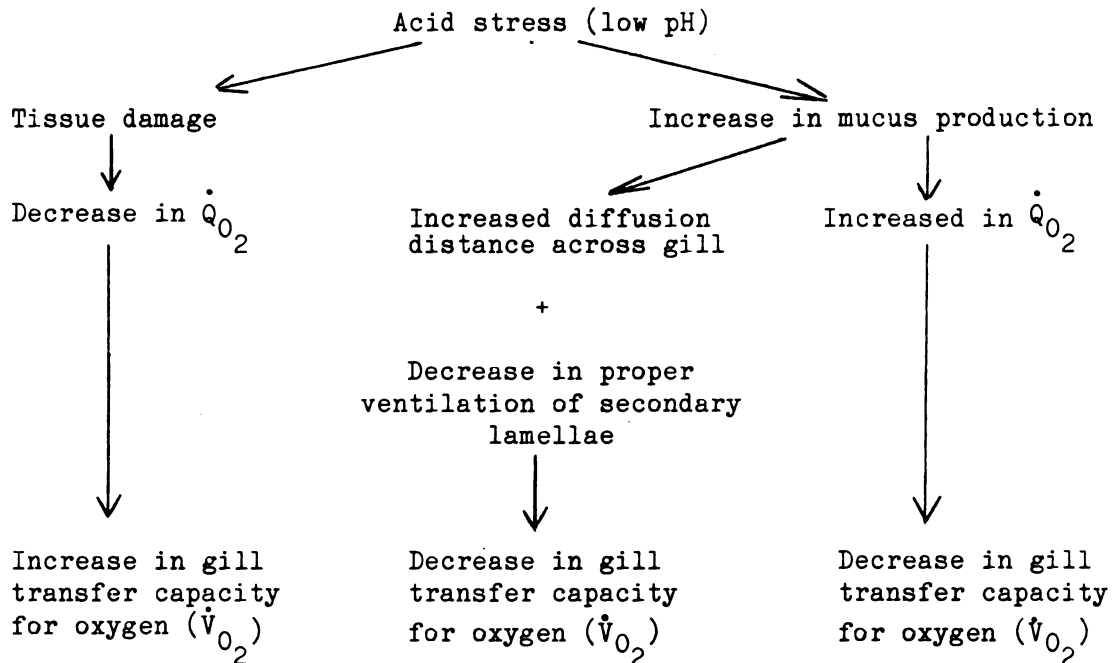 Acid stress (low pH)
Tissue damage
Increase in mucus production
Decrease in Q̇O₂
Increased diffusion
distance across gill
Increased in Q̇O₂
+
Decrease in proper
ventilation of secondary
lamellae
Increase in gill
transfer capacity
for oxygen (V̇O₂)
Decrease in gill
transfer capacity
for oxygen (V̇O₂)
Decrease in gill
transfer capacity
for oxygen (V̇O₂)